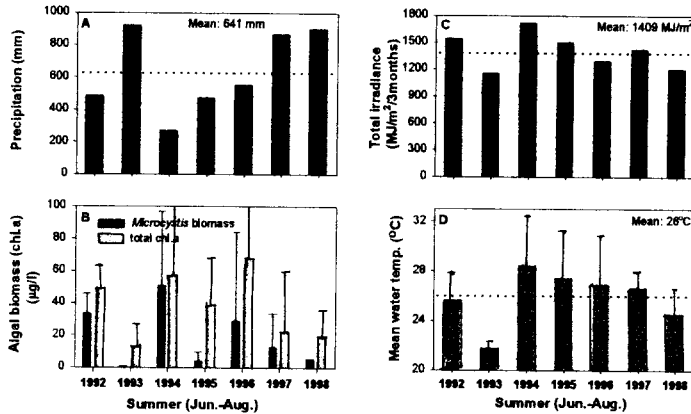 A
Mean: 641 mm
Precipitation (mm)
1000
800
600
400
200
0
C
Mean: 1409 MJ/m²
Total irradiance
(MJ/m²/3months)
1800
1500
1200
900
600
300
0
B
Microcystis biomass
total chl.a
Algal biomass (chl.a)
(µg/l)
100
80
60
40
20
0
1992 1993 1994 1995 1996 1997 1998
Summer (Jun.-Aug.)
D
Mean: 26°C
Mean water temp. (°C)
32
28
24
20
1992 1993 1994 1995 1996 1997 1998
Summer (Jun.-Aug.)